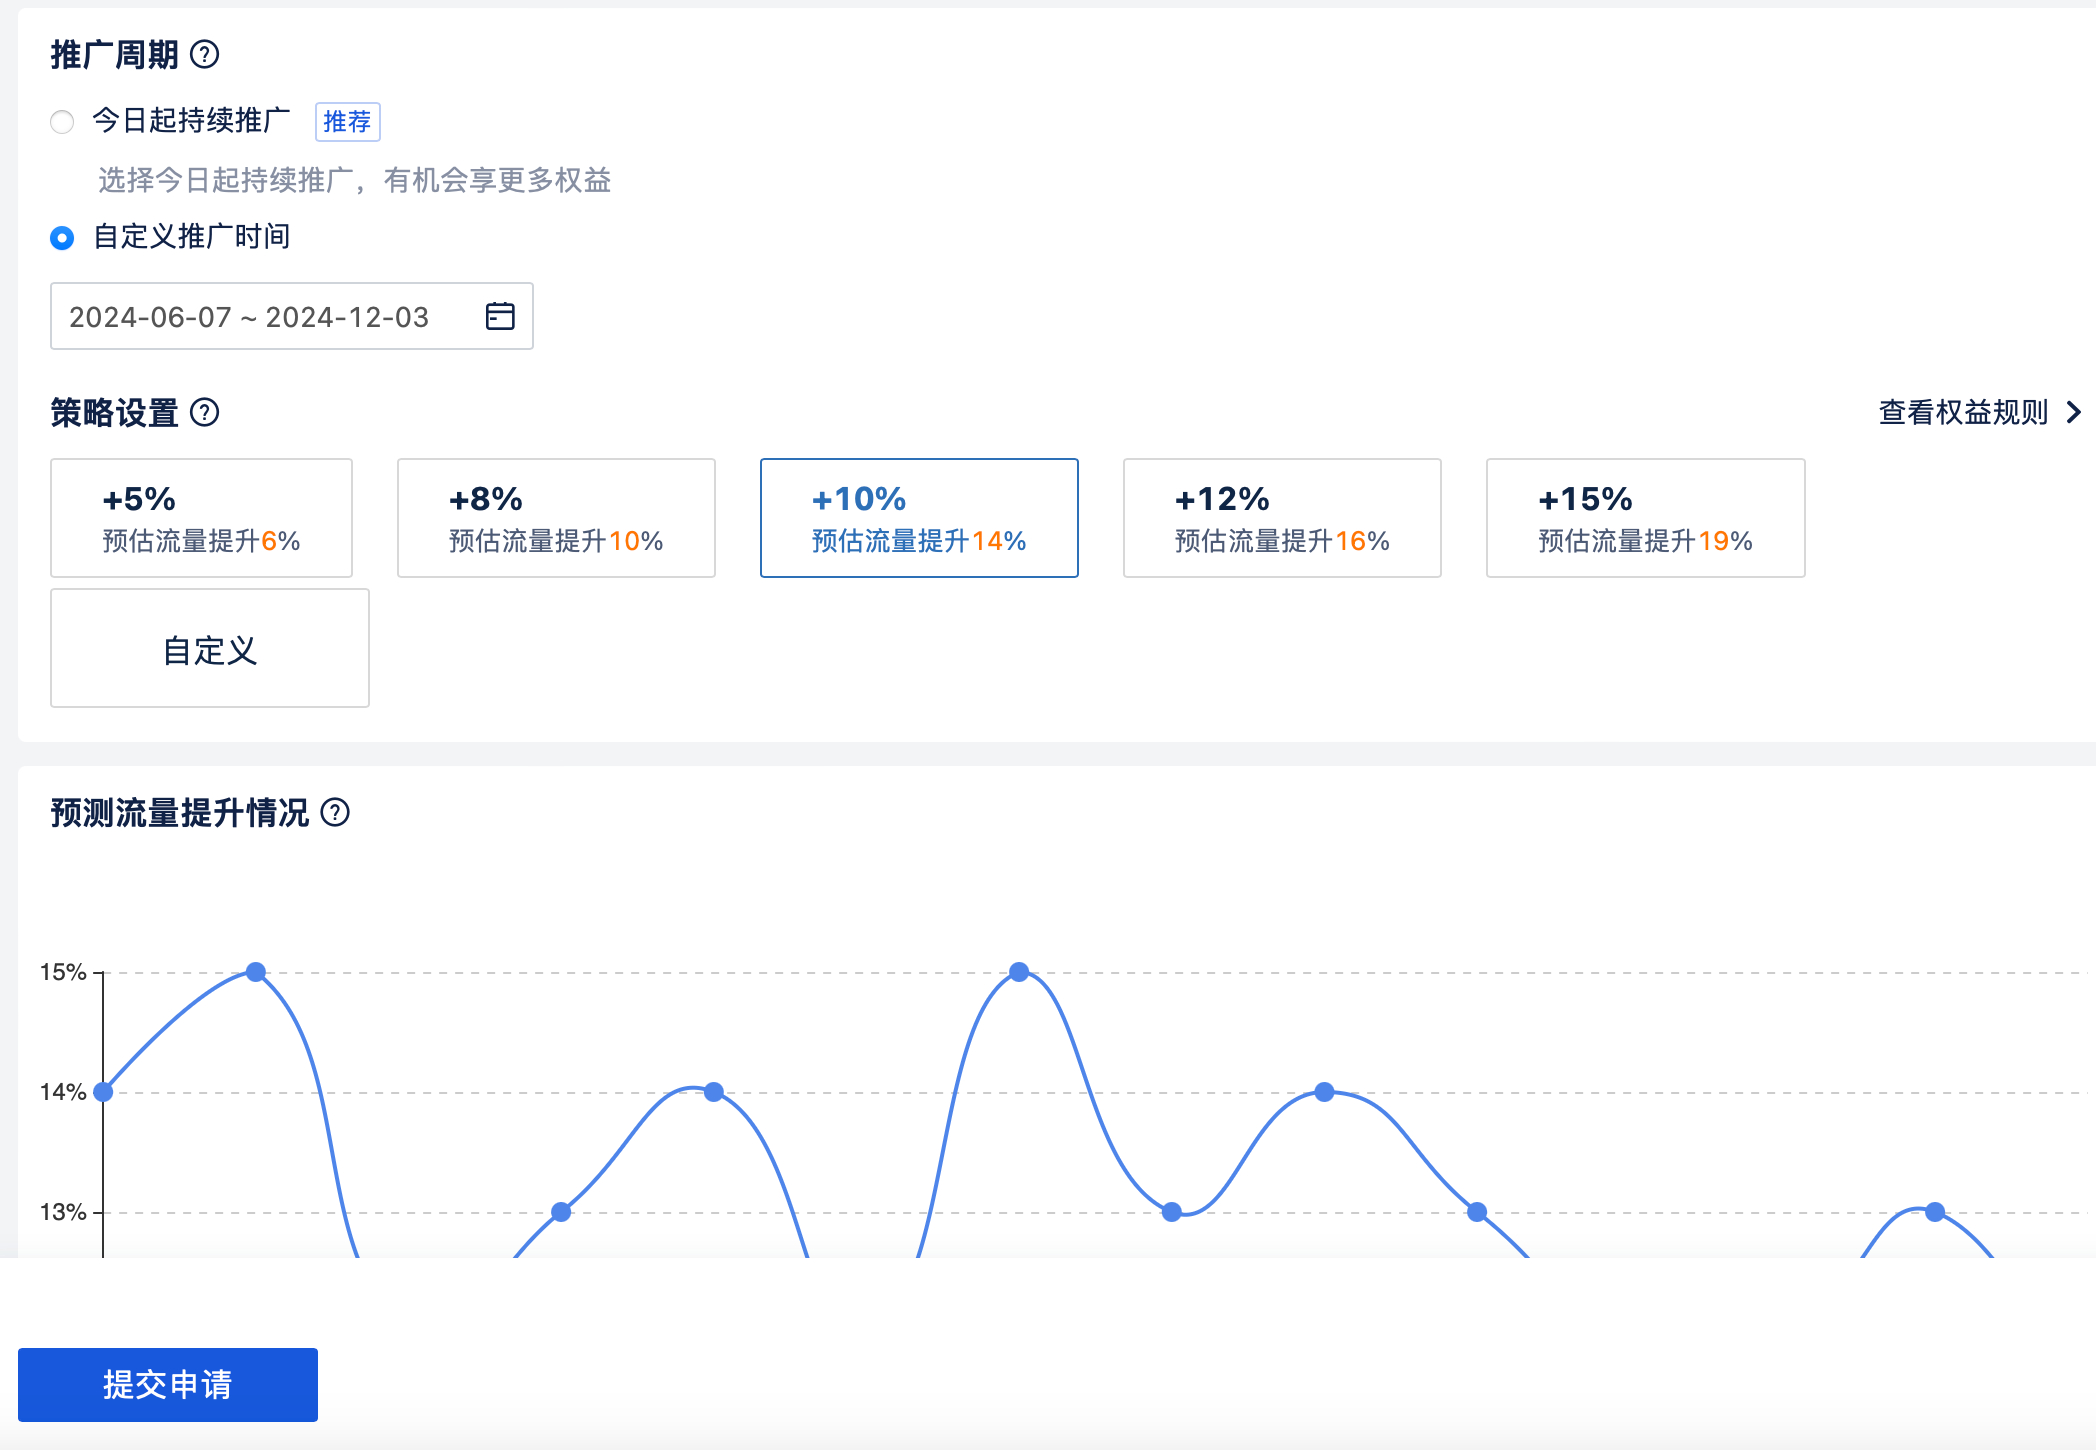 推广周期
今日起持续推广 推荐
选择今日起持续推广，有机会享更多权益
自定义推广时间
2024-06-07 ~ 2024-12-03
策略设置
查看权益规则
+5%
预估流量提升6%
+8%
预估流量提升10%
+10%
预估流量提升14%
+12%
预估流量提升16%
+15%
预估流量提升19%
自定义
预测流量提升情况
15%
14%
13%
提交申请